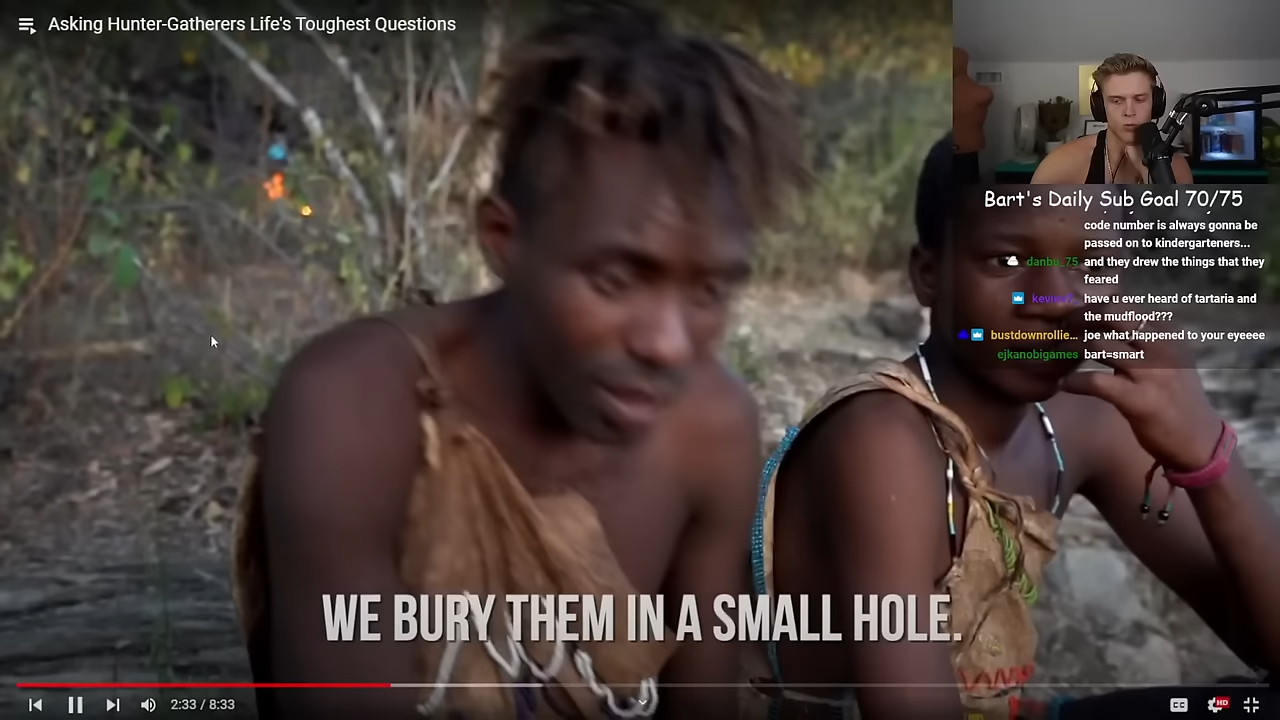 Asking Hunter-Gatherers Life's Toughest Questions
Bart's Daily Sub Goal 70/75
code number is always gonna be
passed on to kindergarteners...
danbu_75 and they drew the things that they
feared
have u ever heard of tartaria and
the mudflood???
bustdownrollie... joe what happened to your eyeeee
ejkanobigames bart=smart
WE BURY THEM IN A SMALL HOLE.
2:33 / 8:33
CC
HD